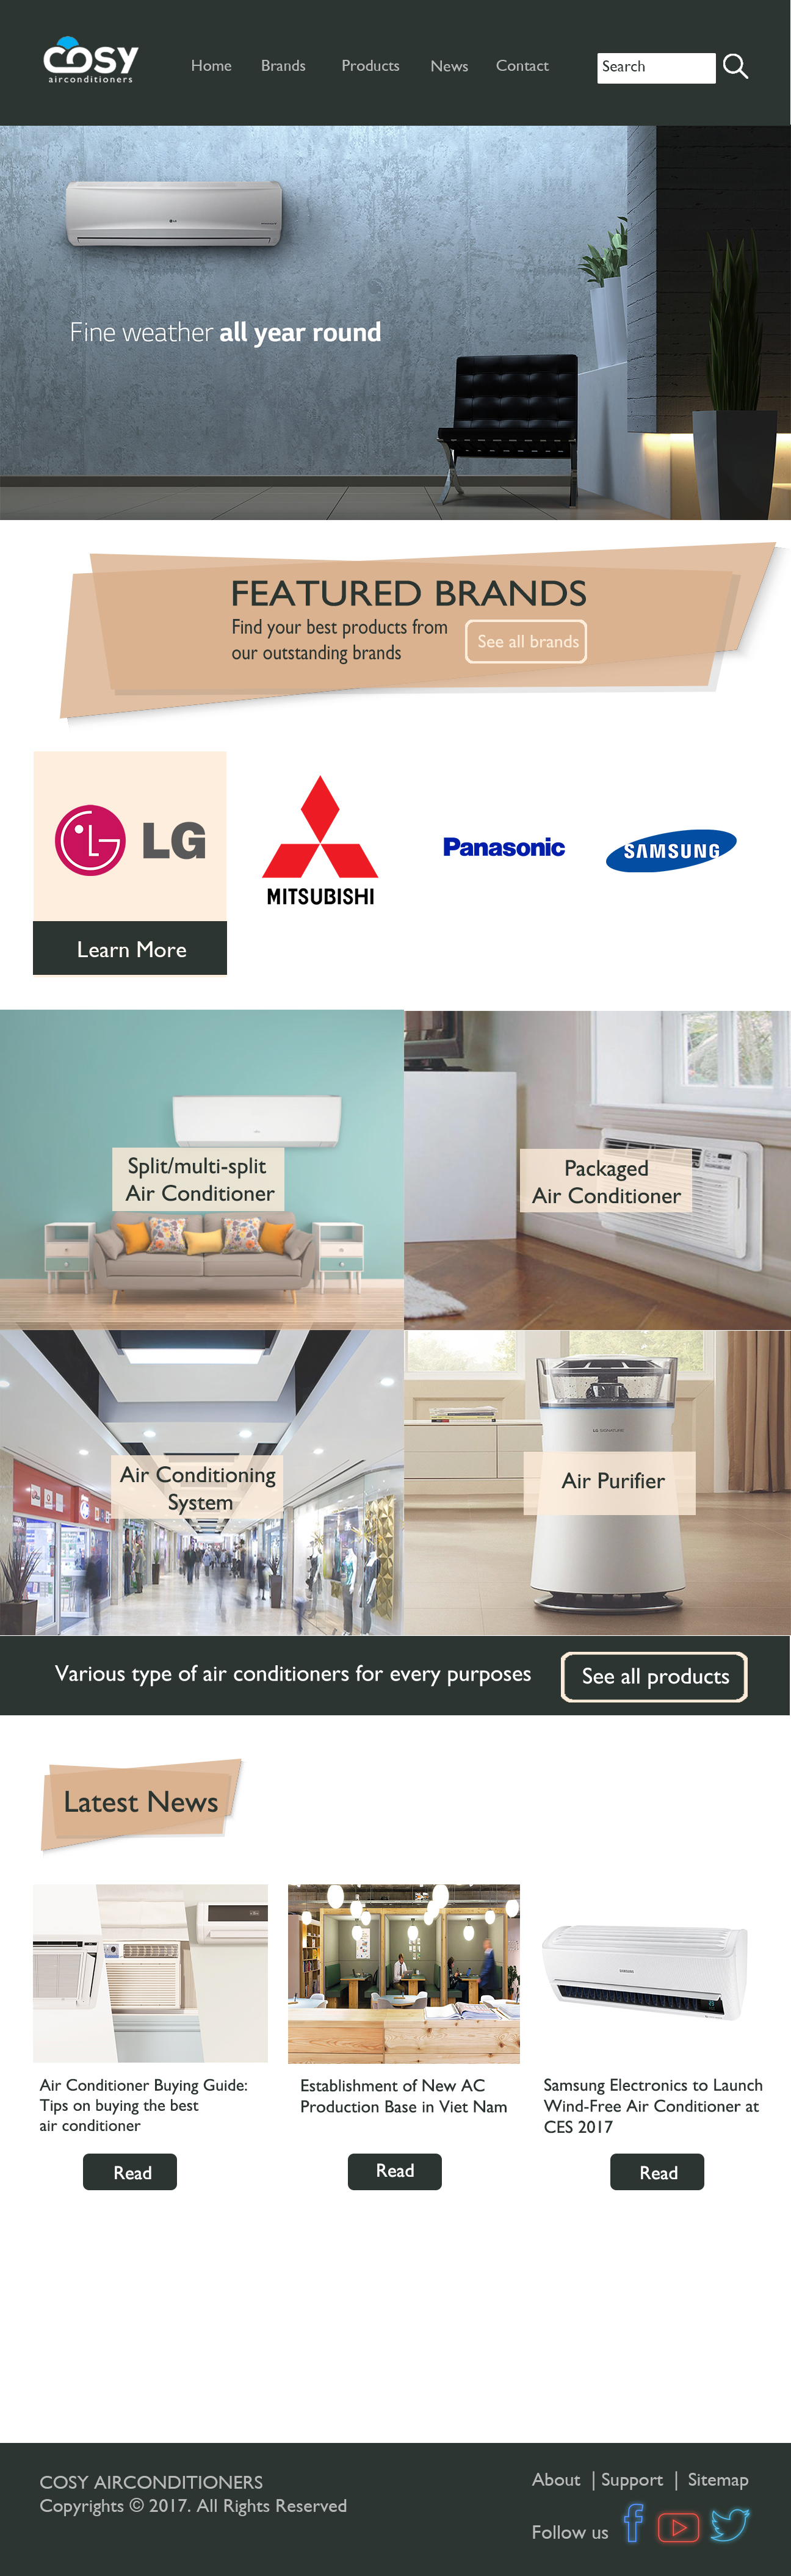 COSY
airconditioners
Home Brands Products News Contact
Search
LG
Fine weather all year round
FEATURED BRANDS
Find your best products from
our outstanding brands
See all brands
LG
MITSUBISHI
Panasonic
SAMSUNG
Learn More
Split/multi-split
Air Conditioner
Packaged
Air Conditioner
LG SIGNATURE
Air Conditioning
System
Air Purifier
Various type of air conditioners for every purposes
See all products
Latest News
SAMSUNG
Air Conditioner Buying Guide:
Tips on buying the best
air conditioner
Read
Establishment of New AC
Production Base in Viet Nam
Read
Samsung Electronics to Launch
Wind-Free Air Conditioner at
CES 2017
Read
COSY AIRCONDITIONERS
Copyrights © 2017. All Rights Reserved
About | Support | Sitemap
Follow us